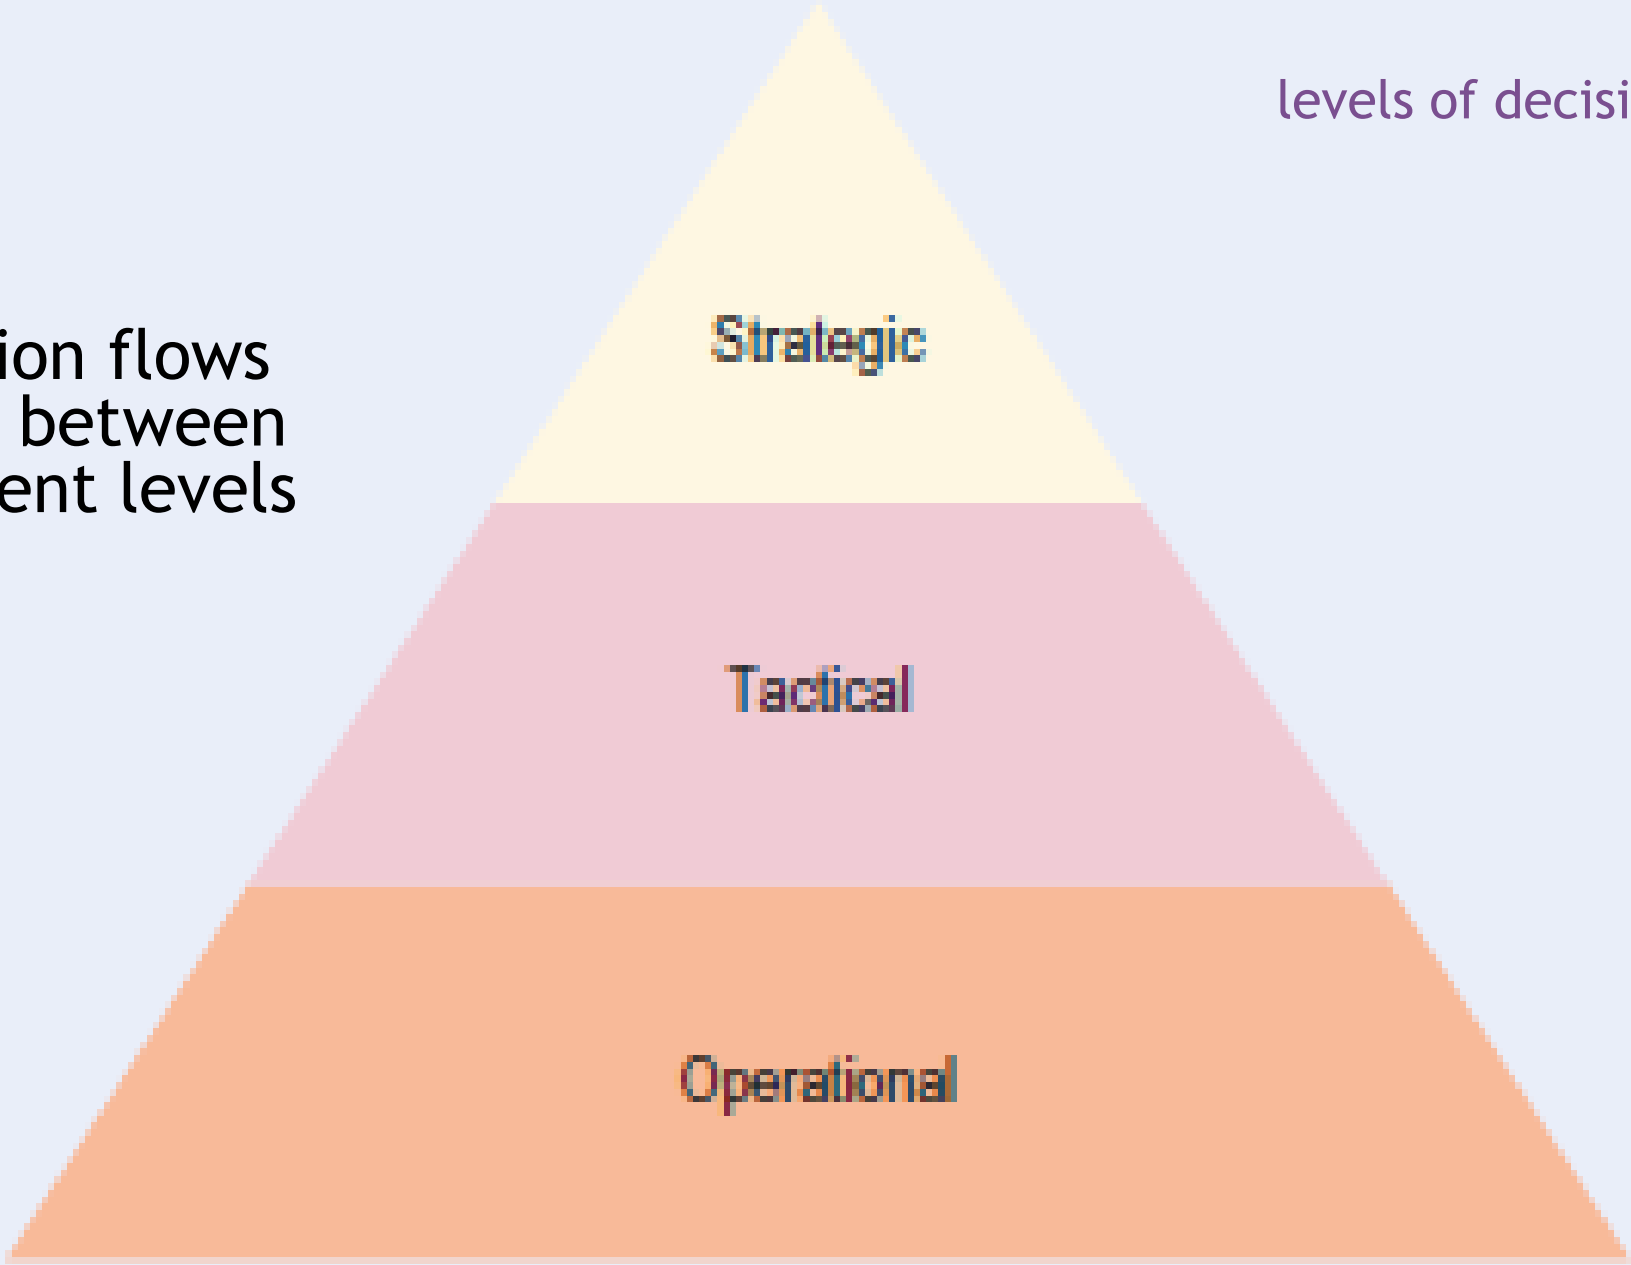 levels of decisi
ion flows
between
ent levels
Strategic
Tactical
Operational